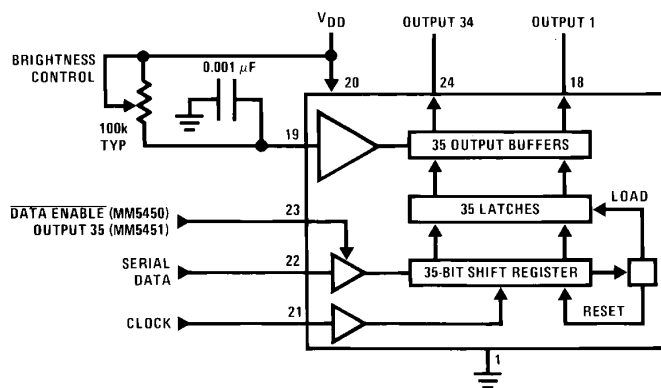 V_DD
OUTPUT 34
OUTPUT 1
BRIGHTNESS
CONTROL
0.001 μF
20
24
18
100k
TYP
19
35 OUTPUT BUFFERS
DATA ENABLE (MM5450)
OUTPUT 35 (MM5451)
23
35 LATCHES
LOAD
SERIAL
DATA
22
35-BIT SHIFT REGISTER
CLOCK
21
RESET
1